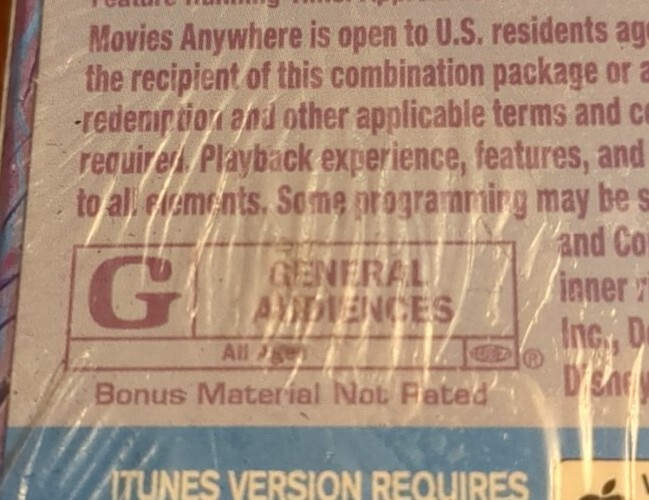 Movies Anywhere is open to U.S. residents
the recipient of this combination package or
redemption and other applicable terms and
required. Playback experience, features, and
to all elements. Some programming may be
and
G GENERAL
AUDIENCES
inner
All Ages
®
Inc.,
Bonus Material Not Rated
Disney
ITUNES VERSION REQUIRES